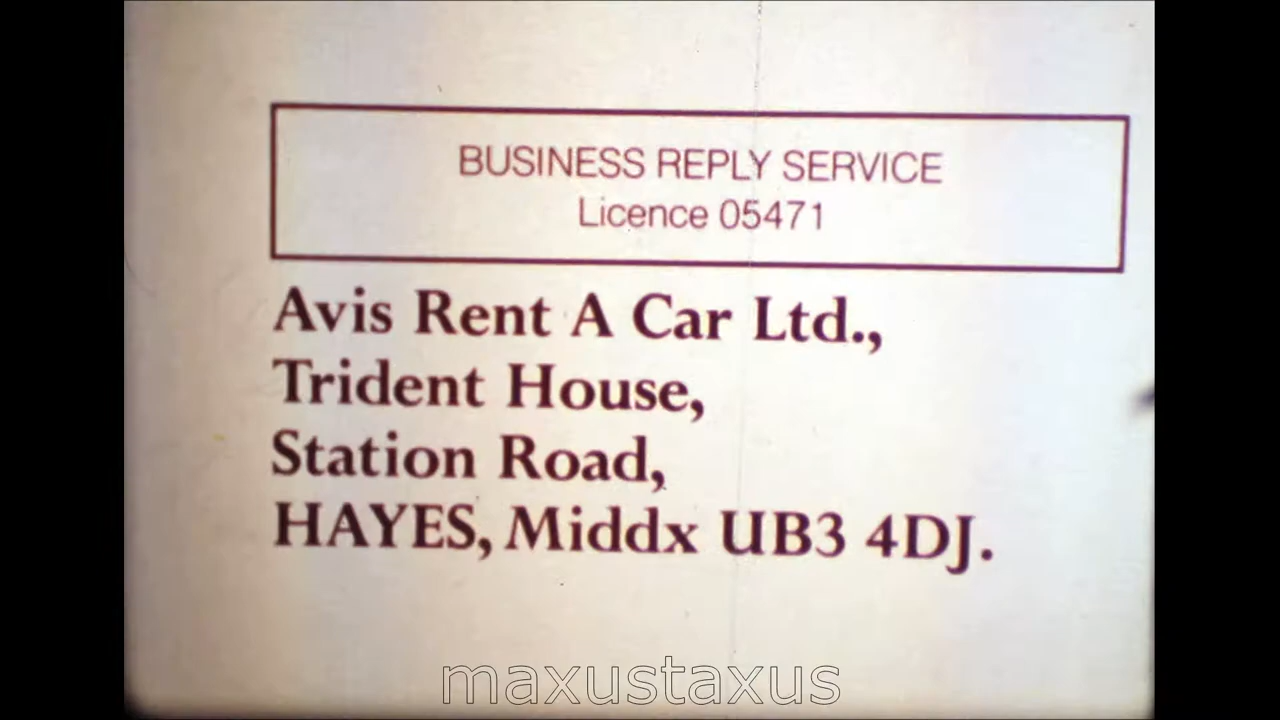 BUSINESS REPLY SERVICE
Licence 05471
Avis Rent A Car Ltd.,
Trident House,
Station Road,
HAYES, Middx UB3 4DJ.
maxustaxus